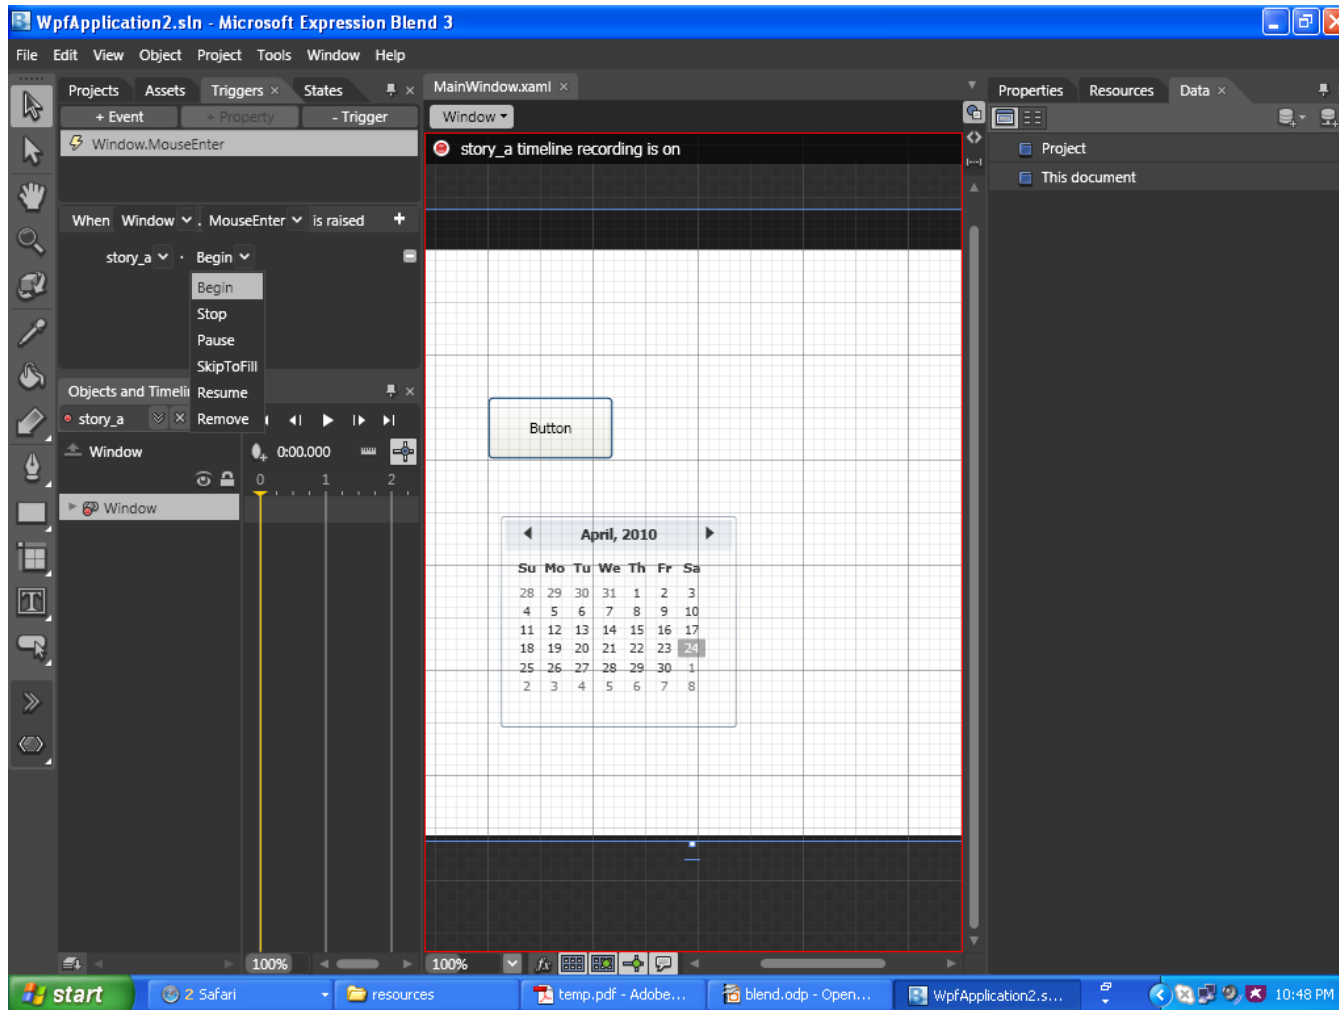 WpfApplication2.sln - Microsoft Expression Blend 3
File Edit View Object Project Tools Window Help
Projects Assets Triggers × States
+ Event + Property - Trigger
Window.MouseEnter
When Window . MouseEnter is raised +
story_a · Begin
Begin
Stop
Pause
SkipToFill
Resume
Remove
Objects and Timeli
story_a
Window 0:00.000
0 1 2
Window
100%
MainWindow.xaml ×
Window
story_a timeline recording is on
Button
April, 2010
Su Mo Tu We Th Fr Sa
28 29 30 31 1 2 3
4 5 6 7 8 9 10
11 12 13 14 15 16 17
18 19 20 21 22 23 24
25 26 27 28 29 30 1
2 3 4 5 6 7 8
100% fx
Properties Resources Data ×
Project
This document
start 2 Safari resources temp.pdf - Adobe... blend.odp - Open... WpfApplication2.s... 10:48 PM